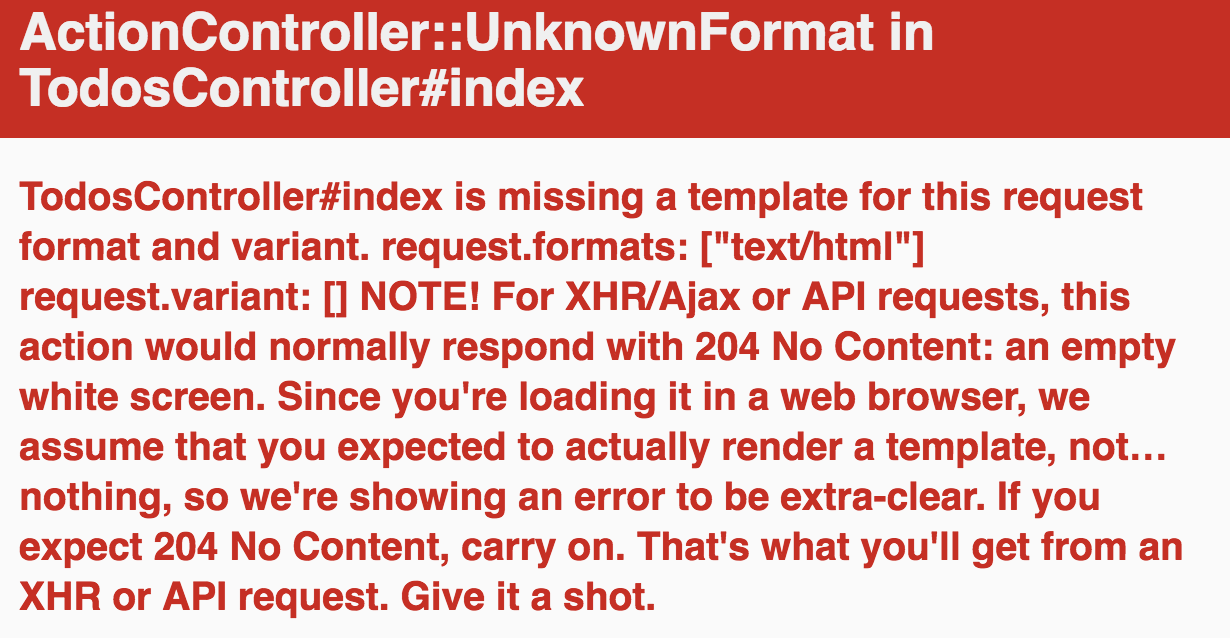 ActionController::UnknownFormat in
TodosController#index
TodosController#index is missing a template for this request
format and variant. request.formats: ["text/html"]
request.variant: [] NOTE! For XHR/Ajax or API requests, this
action would normally respond with 204 No Content: an empty
white screen. Since you're loading it in a web browser, we
assume that you expected to actually render a template, not…
nothing, so we're showing an error to be extra-clear. If you
expect 204 No Content, carry on. That's what you'll get from an
XHR or API request. Give it a shot.